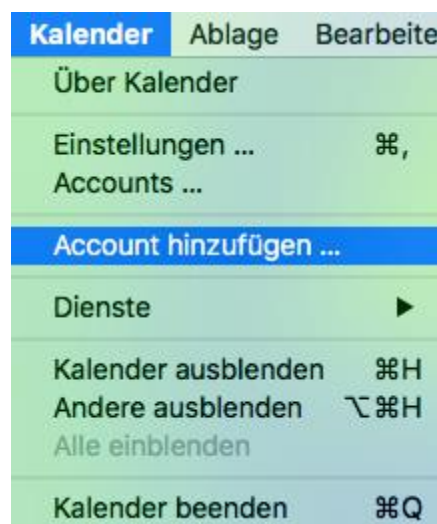 Kalender Ablage Bearbeite
Über Kalender
Einstellungen ... ⌘,
Accounts ...
Account hinzufügen ...
Dienste ▶
Kalender ausblenden ⌘H
Andere ausblenden ⌥⌘H
Alle einblenden
Kalender beenden ⌘Q